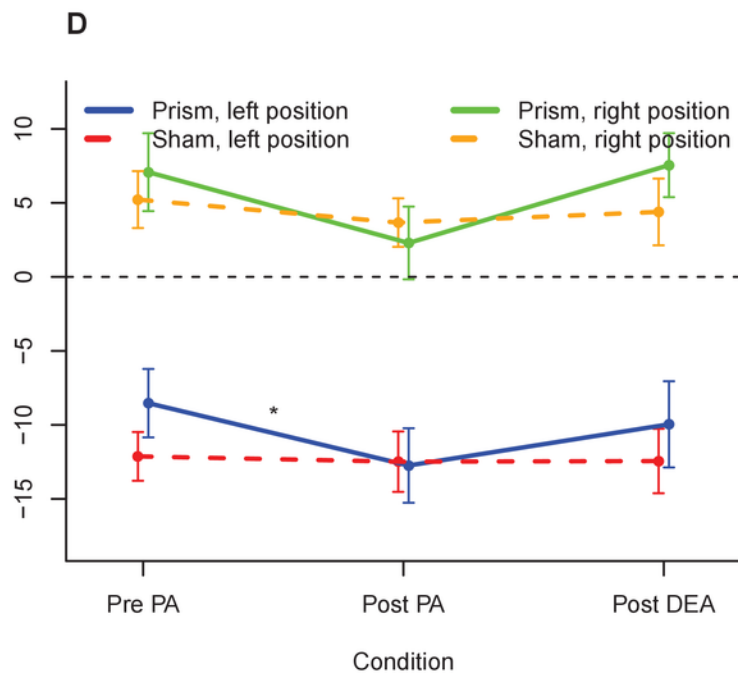 D
Prism, left position Prism, right position
Sham, left position Sham, right position
10
5
0
−5
−10
−15
*
Pre PA Post PA Post DEA
Condition